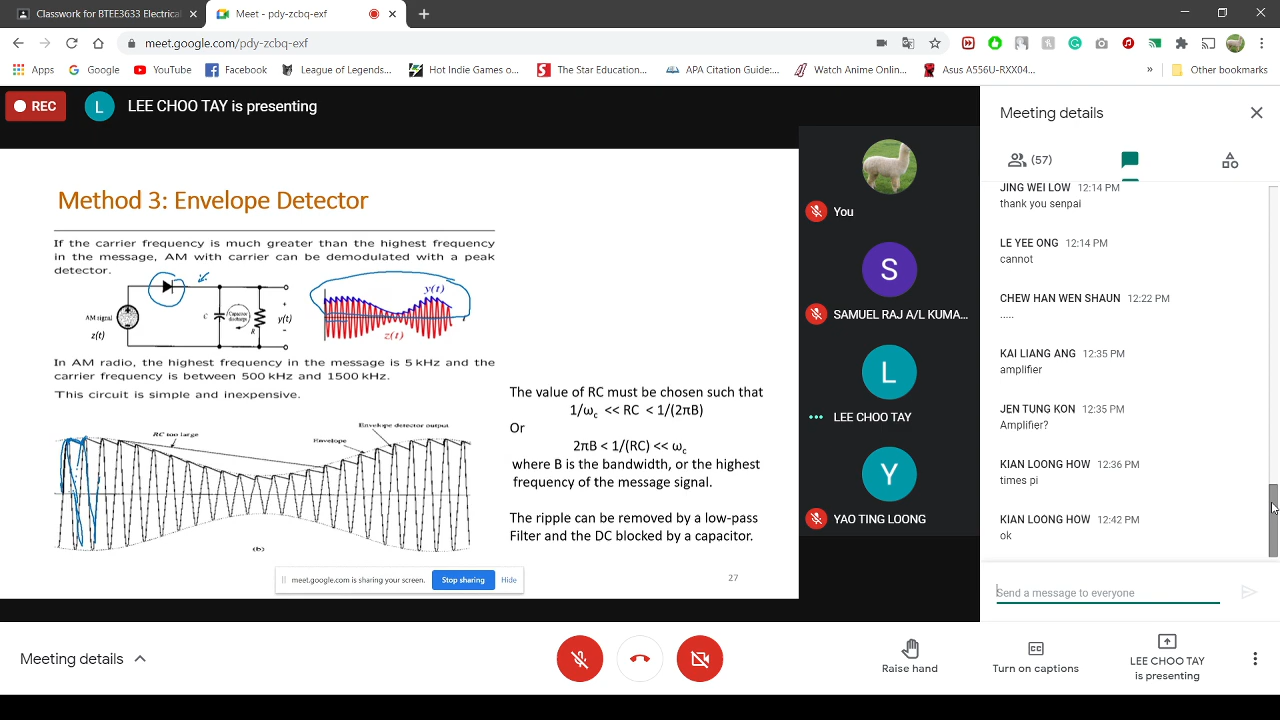 Classwork for BTEE3633 Electrical
Meet - pdy-zcbq-exf
meet.google.com/pdy-zcbq-exf
Apps
Google
YouTube
Facebook
League of Legends...
Hot Indie Games o...
The Star Education...
APA Citation Guide:...
Watch Anime Onlin...
Asus A556U-RXX04...
»
Other bookmarks
REC
L
LEE CHOO TAY is presenting
Method 3: Envelope Detector
If the carrier frequency is much greater than the highest frequency
in the message, AM with carrier can be demodulated with a peak
detector.
AM signal
z(t)
C
Capacitor
discharge
R
+
y(t)
−
y(t)
z(t)
In AM radio, the highest frequency in the message is 5 kHz and the
carrier frequency is between 500 kHz and 1500 kHz.
This circuit is simple and inexpensive.
RC too large
Envelope
Envelope detector output
(b)
The value of RC must be chosen such that
1/ωc << RC < 1/(2πB)
Or
2πB < 1/(RC) << ωc
where B is the bandwidth, or the highest
frequency of the message signal.
The ripple can be removed by a low-pass
Filter and the DC blocked by a capacitor.
meet.google.com is sharing your screen.
Stop sharing
Hide
27
You
S
SAMUEL RAJ A/L KUMA...
L
LEE CHOO TAY
Y
YAO TING LOONG
Meeting details
(57)
JING WEI LOW 12:14 PM
thank you senpai
LE YEE ONG 12:14 PM
cannot
CHEW HAN WEN SHAUN 12:22 PM
.....
KAI LIANG ANG 12:35 PM
amplifier
JEN TUNG KON 12:35 PM
Amplifier?
KIAN LOONG HOW 12:36 PM
times pi
KIAN LOONG HOW 12:42 PM
ok
Send a message to everyone
Meeting details
Raise hand
Turn on captions
LEE CHOO TAY
is presenting